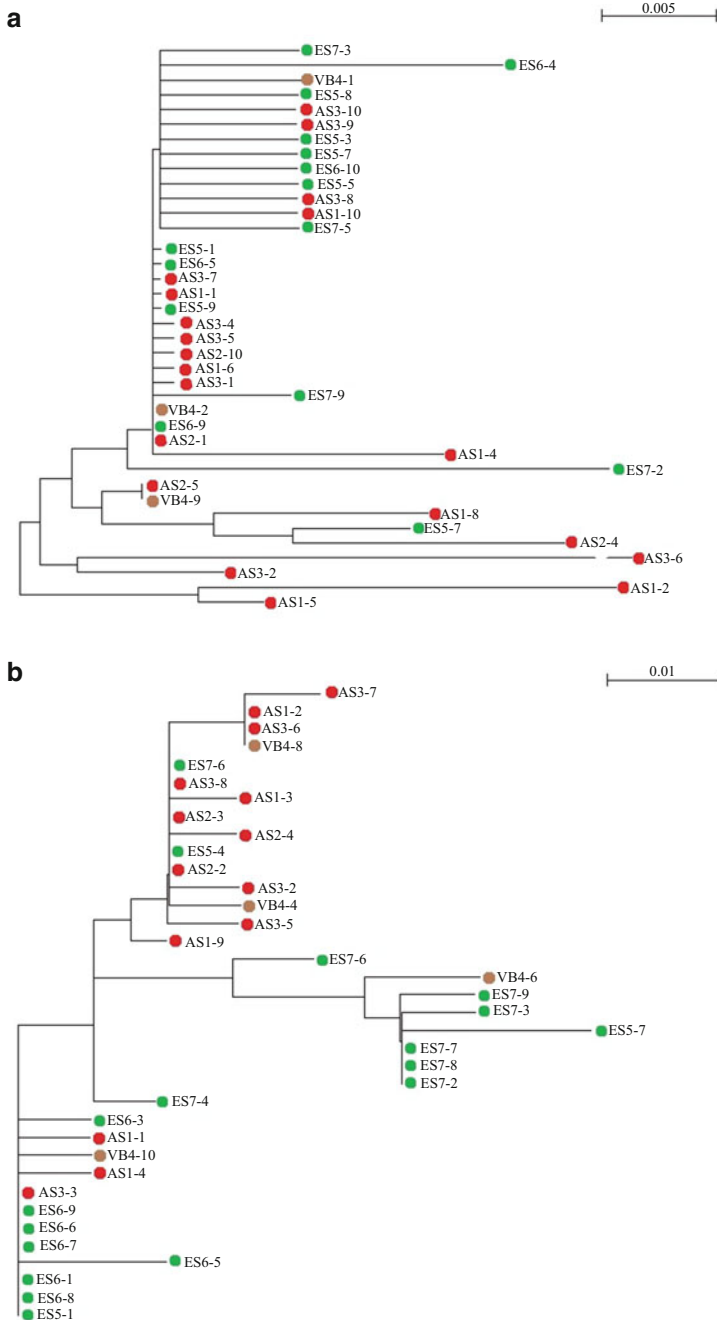 a
0.005
ES7-3
ES6-4
VB4-1
ES5-8
AS3-10
AS3-9
ES5-3
ES5-7
ES6-10
ES5-5
AS3-8
AS1-10
ES7-5
ES5-1
ES6-5
AS3-7
AS1-1
ES5-9
AS3-4
AS3-5
AS2-10
AS1-6
AS3-1
ES7-9
VB4-2
ES6-9
AS2-1
AS1-4
ES7-2
AS2-5
VB4-9
AS1-8
ES5-7
AS2-4
AS3-6
AS3-2
AS1-2
AS1-5
b
0.01
AS3-7
AS1-2
AS3-6
VB4-8
ES7-6
AS3-8
AS1-3
AS2-3
AS2-4
ES5-4
AS2-2
AS3-2
VB4-4
AS3-5
AS1-9
ES7-6
VB4-6
ES7-9
ES7-3
ES5-7
ES7-7
ES7-8
ES7-2
ES7-4
ES6-3
AS1-1
VB4-10
AS1-4
AS3-3
ES6-9
ES6-6
ES6-7
ES6-5
ES6-1
ES6-8
ES5-1